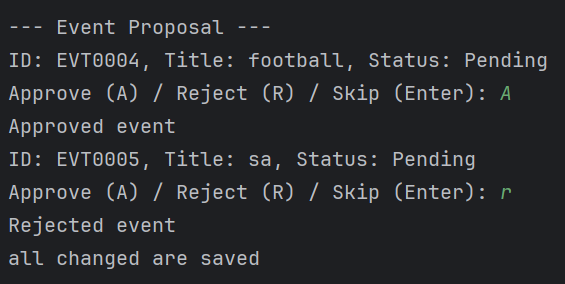 --- Event Proposal ---
ID: EVT0004, Title: football, Status: Pending
Approve (A) / Reject (R) / Skip (Enter): A
Approved event
ID: EVT0005, Title: sa, Status: Pending
Approve (A) / Reject (R) / Skip (Enter): r
Rejected event
all changed are saved